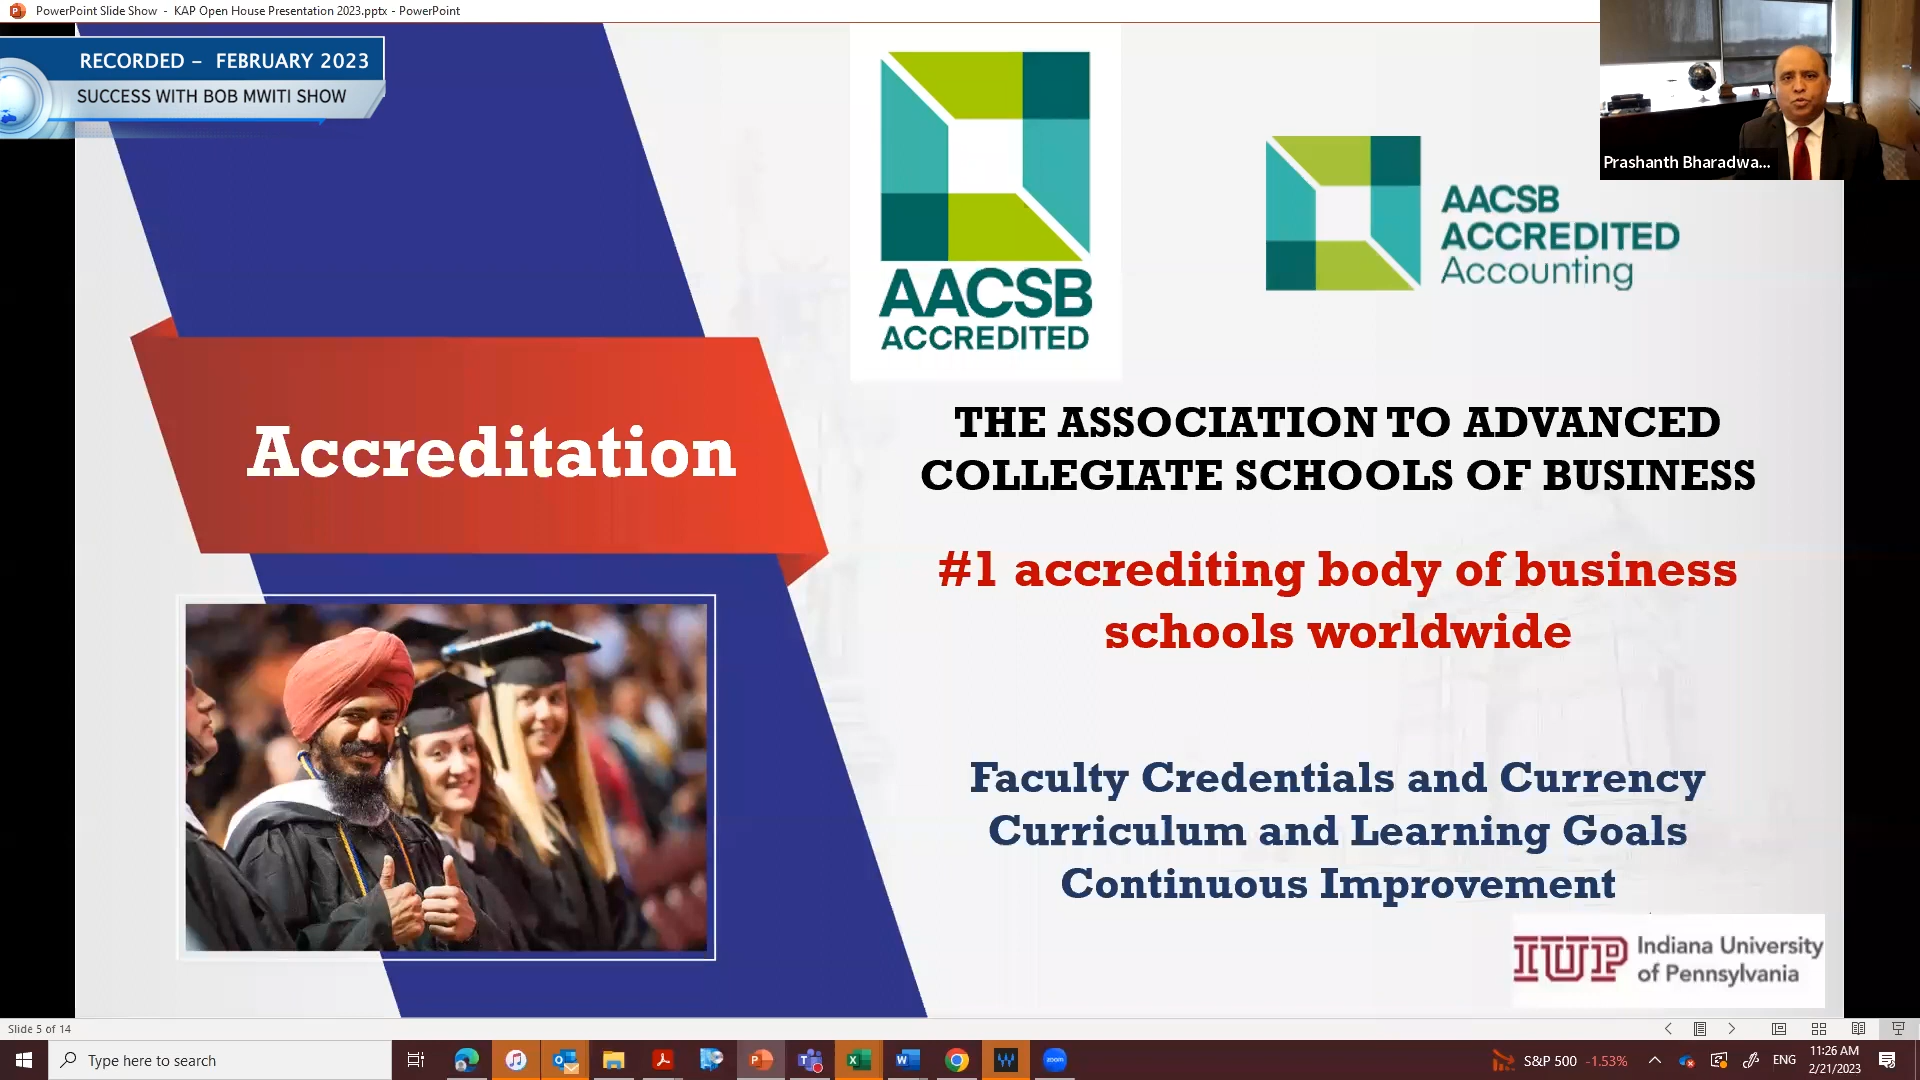 PowerPoint Slide Show - KAP Open House Presentation 2023.pptx - PowerPoint
RECORDED – FEBRUARY 2023
SUCCESS WITH BOB MWITI SHOW
Prashanth Bharadwa...
AACSB
ACCREDITED
AACSB
ACCREDITED
Accounting
Accreditation
THE ASSOCIATION TO ADVANCED
COLLEGIATE SCHOOLS OF BUSINESS
#1 accrediting body of business
schools worldwide
Faculty Credentials and Currency
Curriculum and Learning Goals
Continuous Improvement
IUP
Indiana University
of Pennsylvania
Slide 5 of 14
Type here to search
zoom
S&P 500 -1.53%
ENG
11:26 AM
2/21/2023